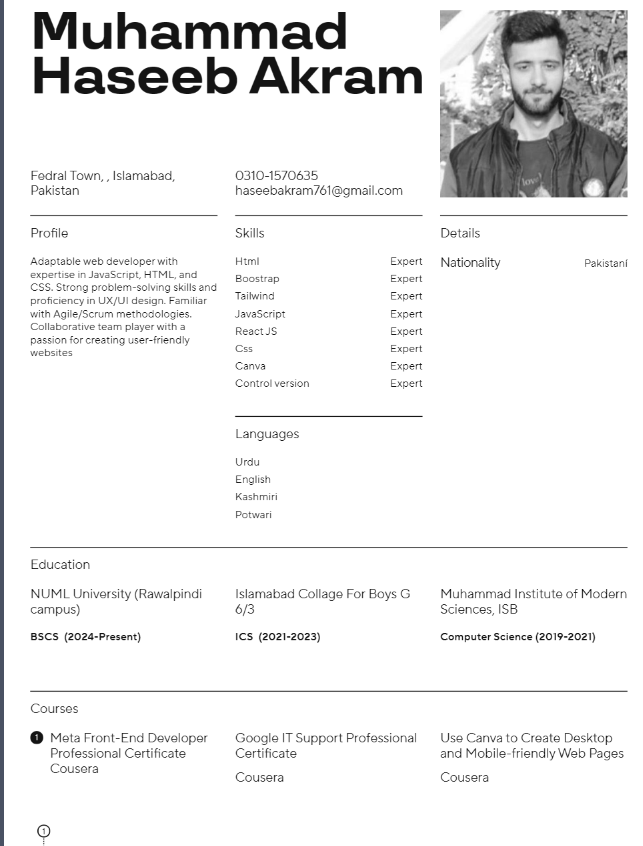 Muhammad
Haseeb Akram
Fedral Town, , Islamabad,
Pakistan
0310-1570635
haseebakram761@gmail.com
Profile
Adaptable web developer with
expertise in JavaScript, HTML, and
CSS. Strong problem-solving skills and
proficiency in UX/UI design. Familiar
with Agile/Scrum methodologies.
Collaborative team player with a
passion for creating user-friendly
websites
Skills
Html Expert
Boostrap Expert
Tailwind Expert
JavaScript Expert
React JS Expert
Css Expert
Canva Expert
Control version Expert
Languages
Urdu
English
Kashmiri
Potwari
Details
Nationality Pakistani
Education
NUML University (Rawalpindi
campus)
BSCS (2024-Present)
Islamabad Collage For Boys G
6/3
ICS (2021-2023)
Muhammad Institute of Modern
Sciences, ISB
Computer Science (2019-2021)
Courses
1 Meta Front-End Developer
Professional Certificate
Cousera
Google IT Support Professional
Certificate
Cousera
Use Canva to Create Desktop
and Mobile-friendly Web Pages
Cousera
1